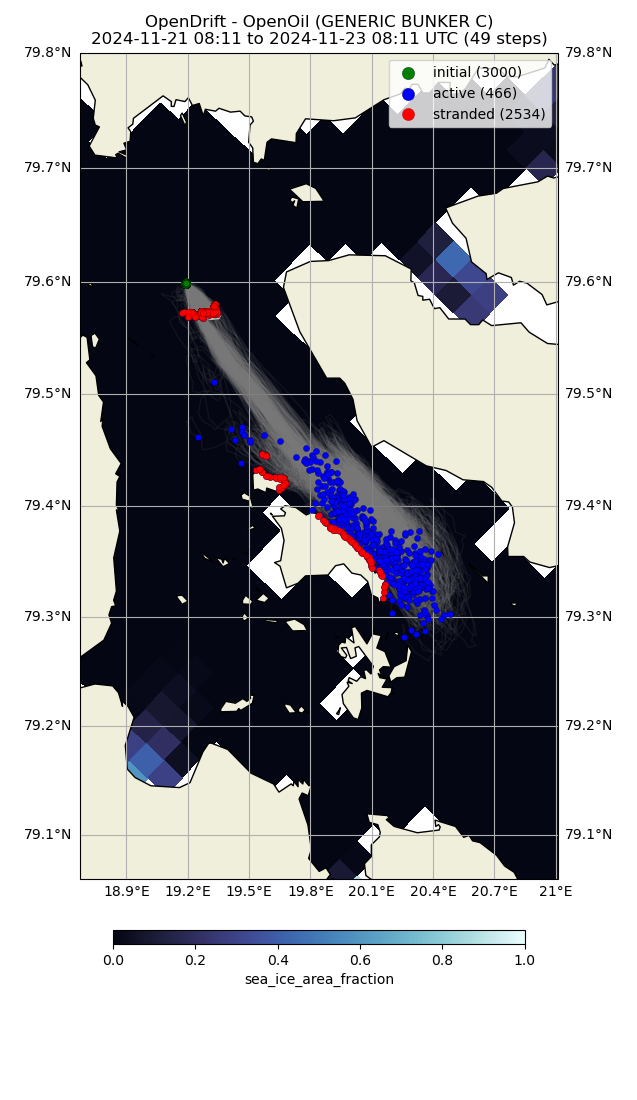 OpenDrift - OpenOil (GENERIC BUNKER C)
2024-11-21 08:11 to 2024-11-23 08:11 UTC (49 steps)
79.8°N 79.8°N
initial (3000)
active (466)
stranded (2534)
79.7°N 79.7°N
79.6°N 79.6°N
79.5°N 79.5°N
79.4°N 79.4°N
79.3°N 79.3°N
79.2°N 79.2°N
79.1°N 79.1°N
18.9°E 19.2°E 19.5°E 19.8°E 20.1°E 20.4°E 20.7°E 21°E
0.0 0.2 0.4 0.6 0.8 1.0
sea_ice_area_fraction